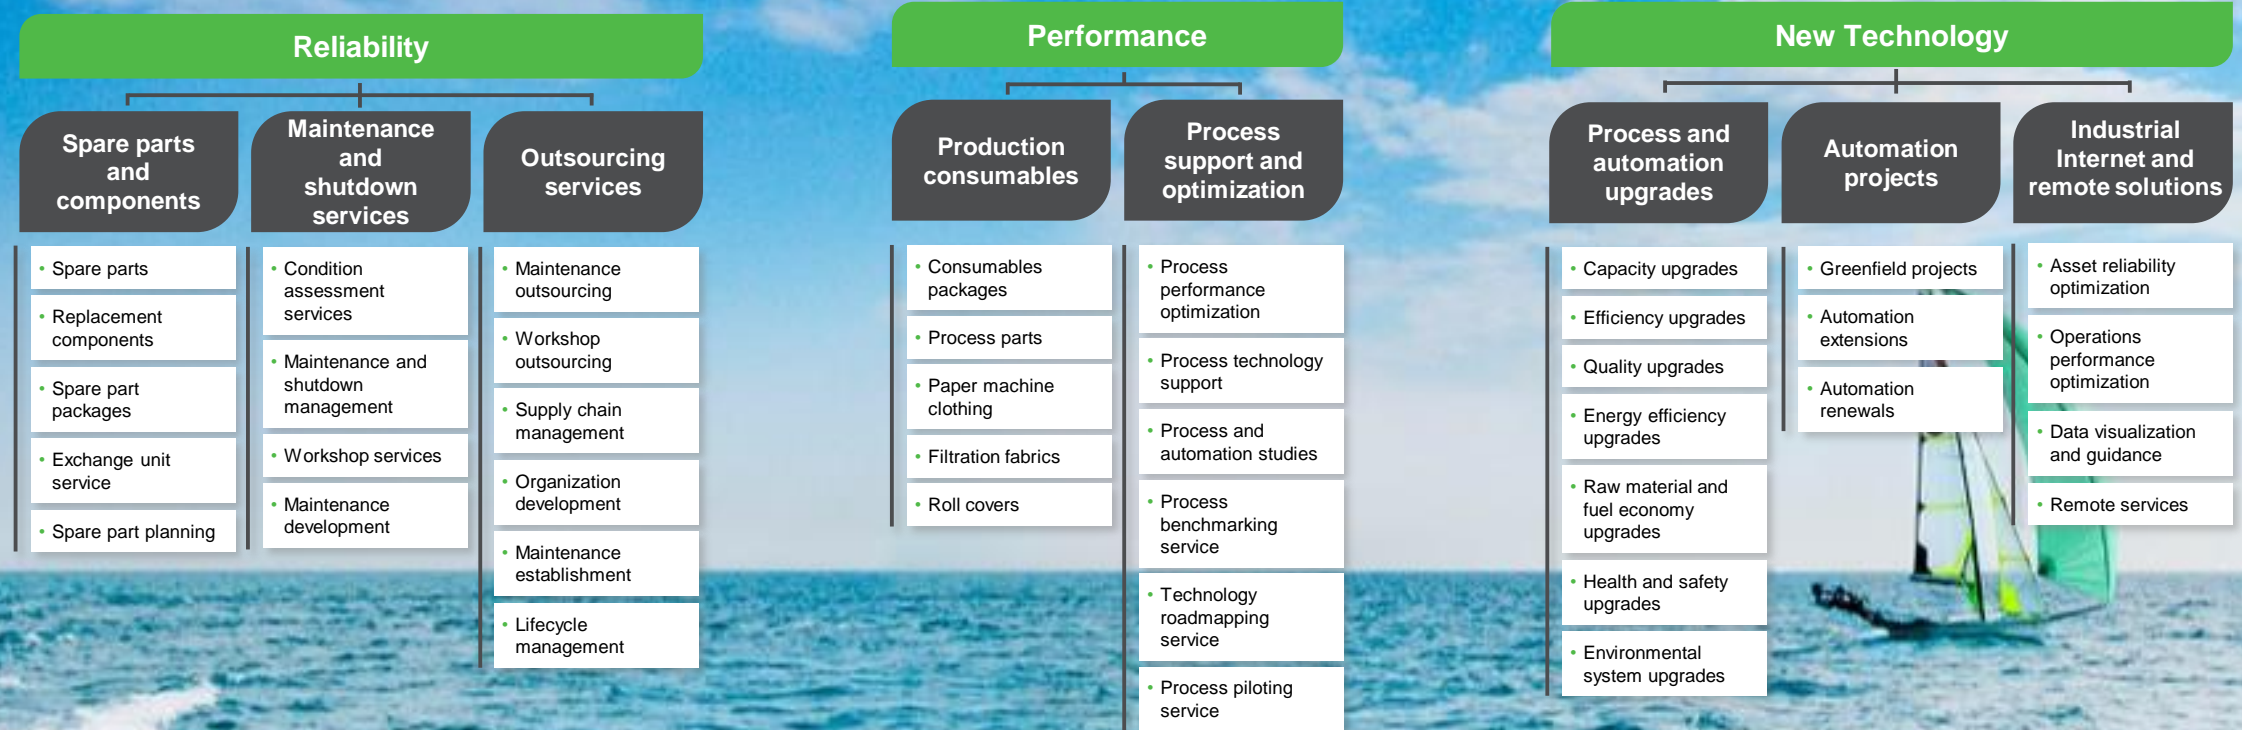 Reliability
Spare parts
and
components
• Spare parts
• Replacement
components
• Spare part
packages
• Exchange unit
service
• Spare part planning
Maintenance
and
shutdown
services
• Condition
assessment
services
• Maintenance and
shutdown
management
• Workshop services
• Maintenance
development
Outsourcing
services
• Maintenance
outsourcing
• Workshop
outsourcing
• Supply chain
management
• Organization
development
• Maintenance
establishment
• Lifecycle
management
Performance
Production
consumables
• Consumables
packages
• Process parts
• Paper machine
clothing
• Filtration fabrics
• Roll covers
Process
support and
optimization
• Process
performance
optimization
• Process technology
support
• Process and
automation studies
• Process
benchmarking
service
• Technology
roadmapping
service
• Process piloting
service
New Technology
Process and
automation
upgrades
• Capacity upgrades
• Efficiency upgrades
• Quality upgrades
• Energy efficiency
upgrades
• Raw material and
fuel economy
upgrades
• Health and safety
upgrades
• Environmental
system upgrades
Automation
projects
• Greenfield projects
• Automation
extensions
• Automation
renewals
Industrial
Internet and
remote solutions
• Asset reliability
optimization
• Operations
performance
optimization
• Data visualization
and guidance
• Remote services